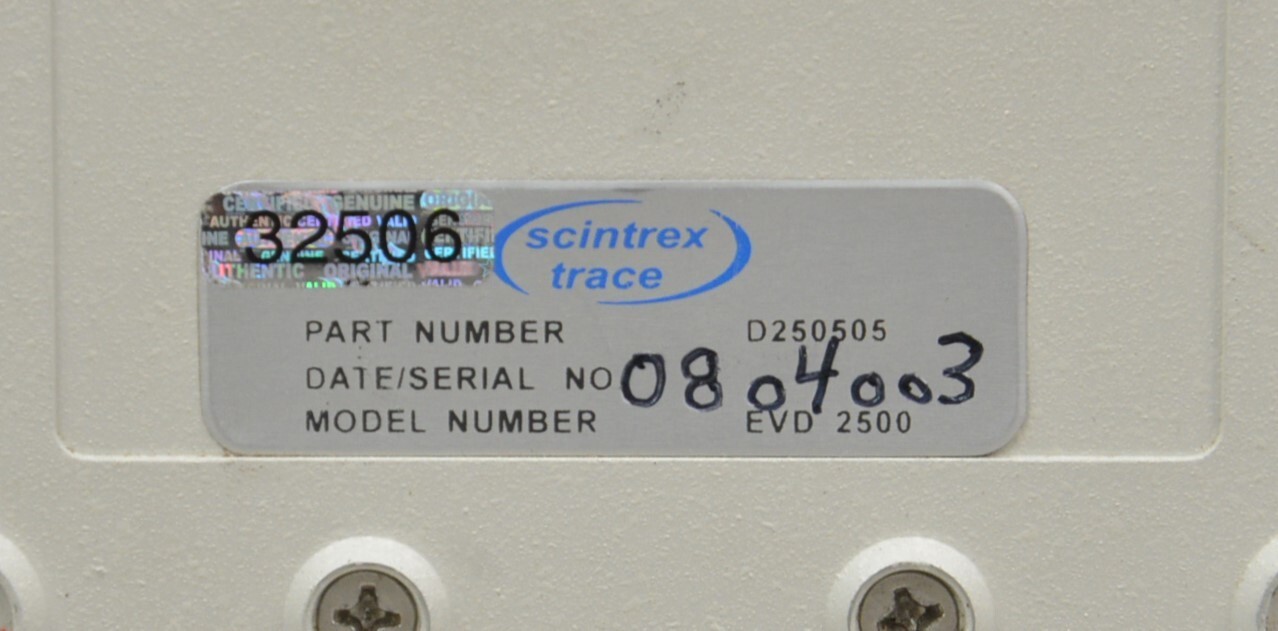 32506
scintrex
trace
PART NUMBER D250505
DATE/SERIAL NO 0804003
MODEL NUMBER EVD 2500